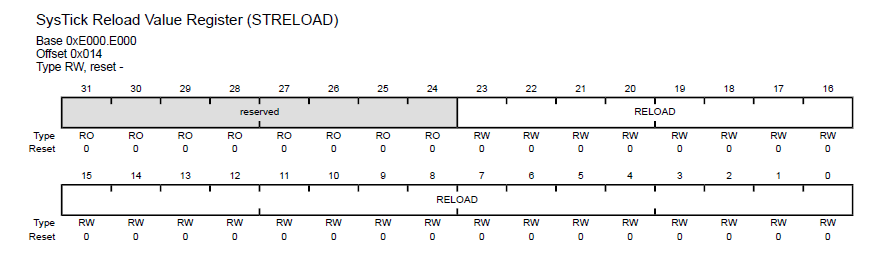 SysTick Reload Value Register (STRELOAD)
Base 0xE000.E000
Offset 0x014
Type RW, reset -
31 30 29 28 27 26 25 24 23 22 21 20 19 18 17 16
reserved RELOAD
Type RO RO RO RO RO RO RO RO RW RW RW RW RW RW RW RW
Reset 0 0 0 0 0 0 0 0 0 0 0 0 0 0 0 0
15 14 13 12 11 10 9 8 7 6 5 4 3 2 1 0
RELOAD
Type RW RW RW RW RW RW RW RW RW RW RW RW RW RW RW RW
Reset 0 0 0 0 0 0 0 0 0 0 0 0 0 0 0 0